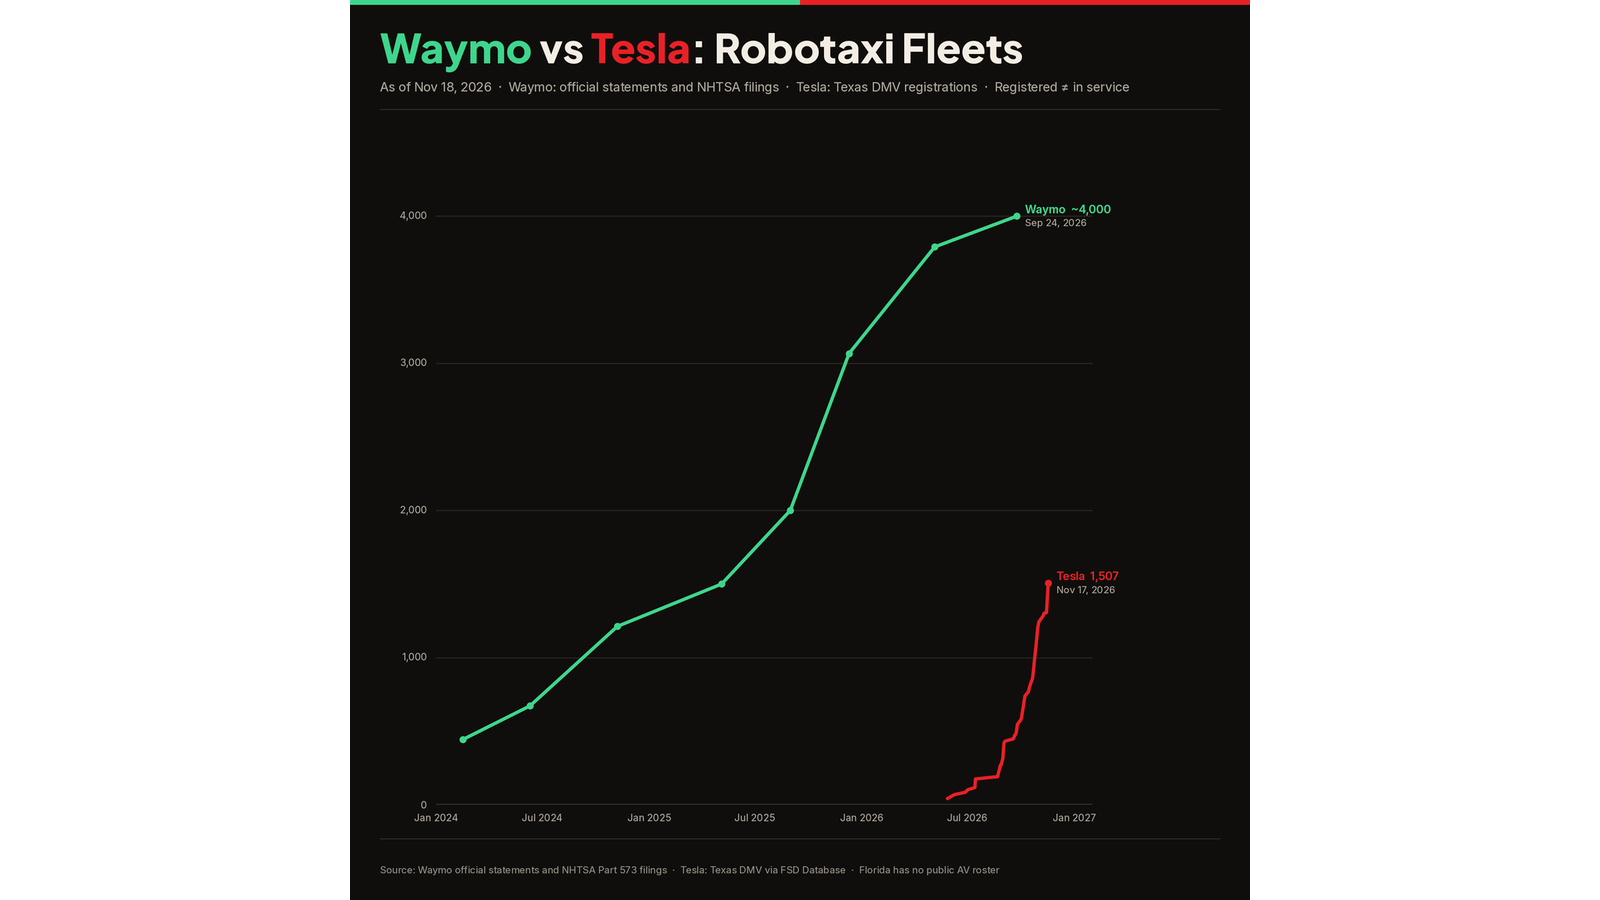 Waymo vs Tesla: Robotaxi Fleets
As of Nov 18, 2026 · Waymo: official statements and NHTSA filings · Tesla: Texas DMV registrations · Registered ≠ in service
4,000
Waymo ~4,000
Sep 24, 2026
3,000
2,000
Tesla 1,507
Nov 17, 2026
1,000
0
Jan 2024 Jul 2024 Jan 2025 Jul 2025 Jan 2026 Jul 2026 Jan 2027
Source: Waymo official statements and NHTSA Part 573 filings · Tesla: Texas DMV via FSD Database · Florida has no public AV roster